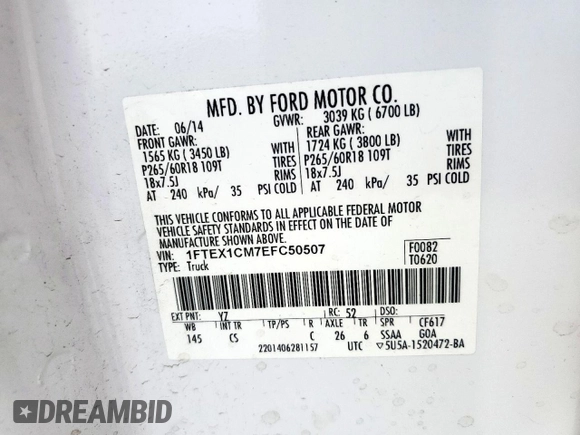 MFD. BY FORD MOTOR CO.
DATE: 06/14 GVWR: 3039 KG ( 6700 LB)
FRONT GAWR: REAR GAWR:
1565 KG ( 3450 LB) WITH 1724 KG ( 3800 LB) WITH
P265/60R18 109T TIRES P265/60R18 109T TIRES
18x7.5J RIMS 18x7.5J RIMS
AT 240 kPa/ 35 PSI COLD AT 240 kPa/ 35 PSI COLD
THIS VEHICLE CONFORMS TO ALL APPLICABLE FEDERAL MOTOR
VEHICLE SAFETY STANDARDS IN EFFECT ON THE DATE OF
MANUFACTURE SHOWN ABOVE.
VIN: 1FTEX1CM7EFC50507 F0082
TYPE: Truck T0620
EXT PNT: YZ RC: 52 DSO:
WB INT TR TP/PS R AXLE TR SPR CF617
145 CS C 26 6 SSAA GOA
2201406281157 UTC ▽5U5A-1520472-BA
DREAMBID